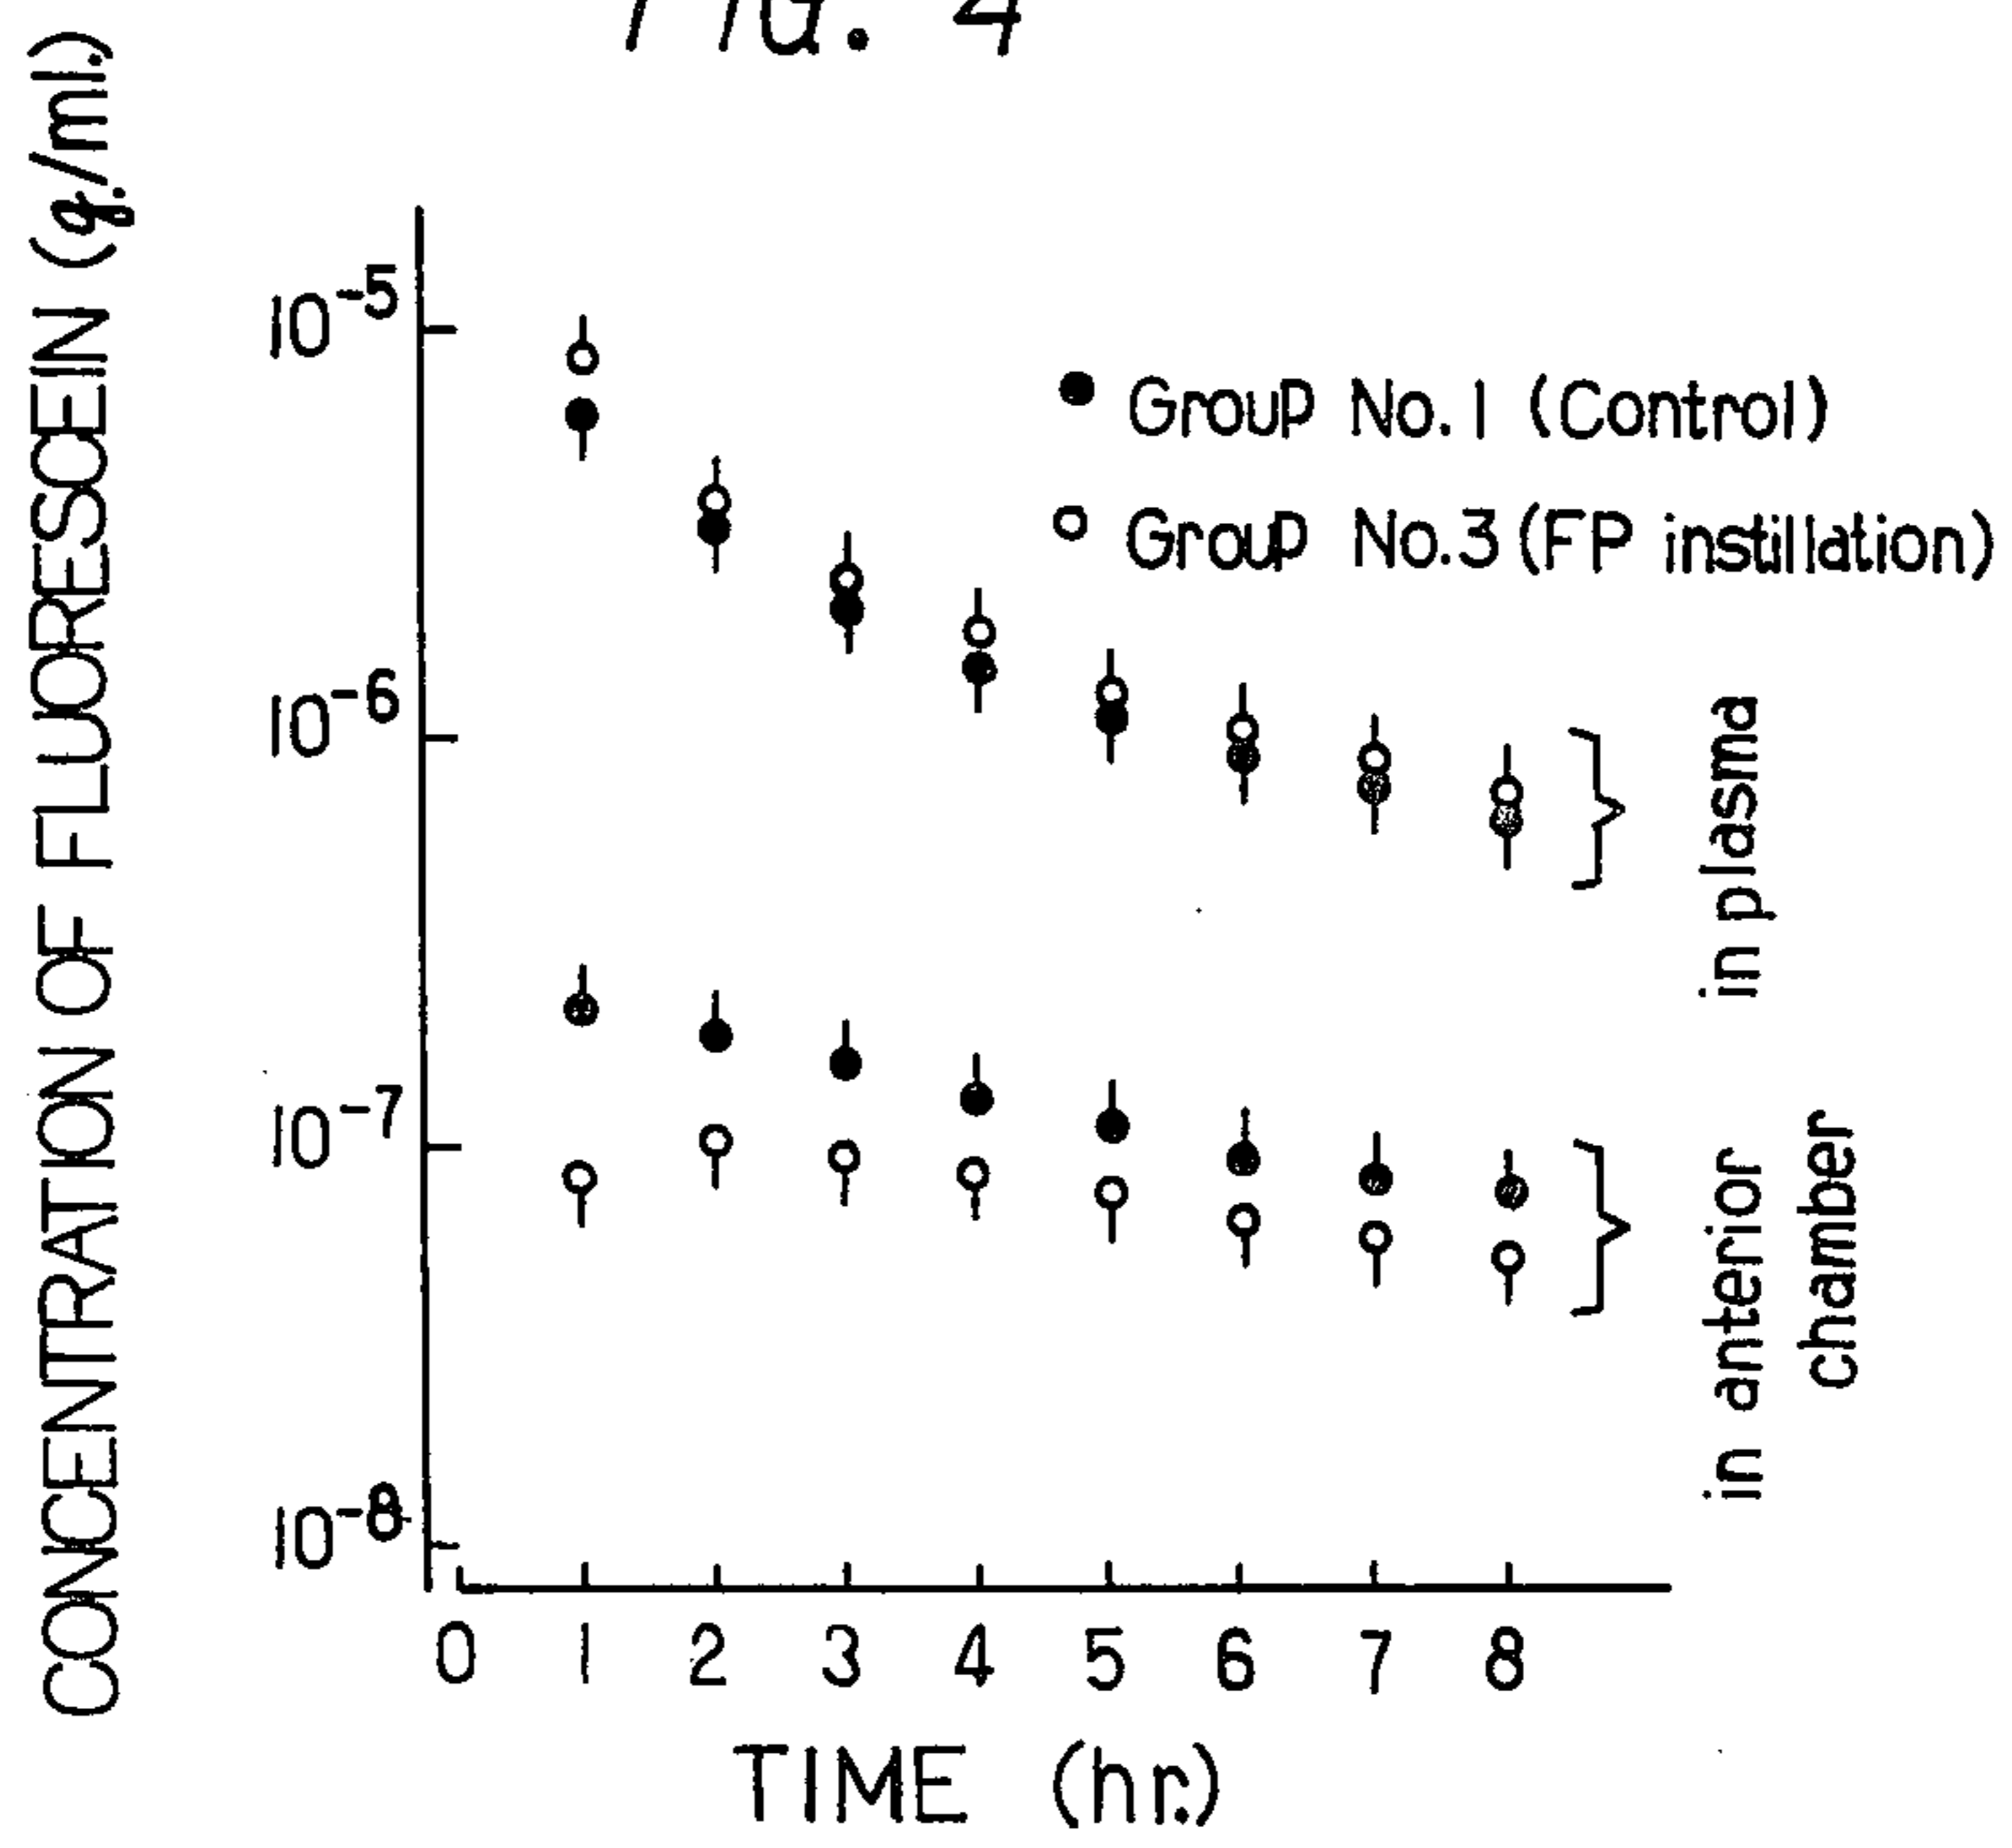 FIG. 4
CONCENTRATION OF FLUORESCEIN (g./ml.)
10-5
10-6
10-7
10-8
● Group No.1 (Control)
○ Group No.3 (FP instillation)
in plasma
in anterior
chamber
0 1 2 3 4 5 6 7 8
TIME (hr.)